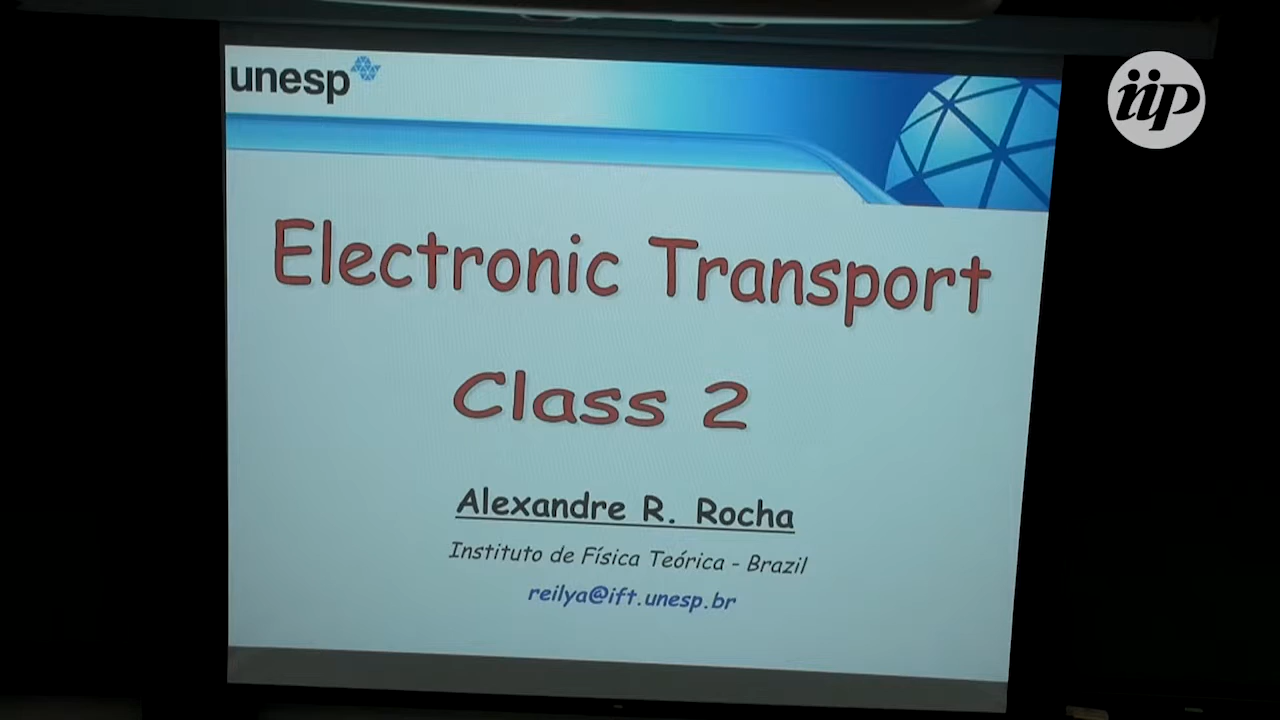 unesp
iip
Electronic Transport
Class 2
Alexandre R. Rocha
Instituto de Física Teórica - Brazil
reilya@ift.unesp.br